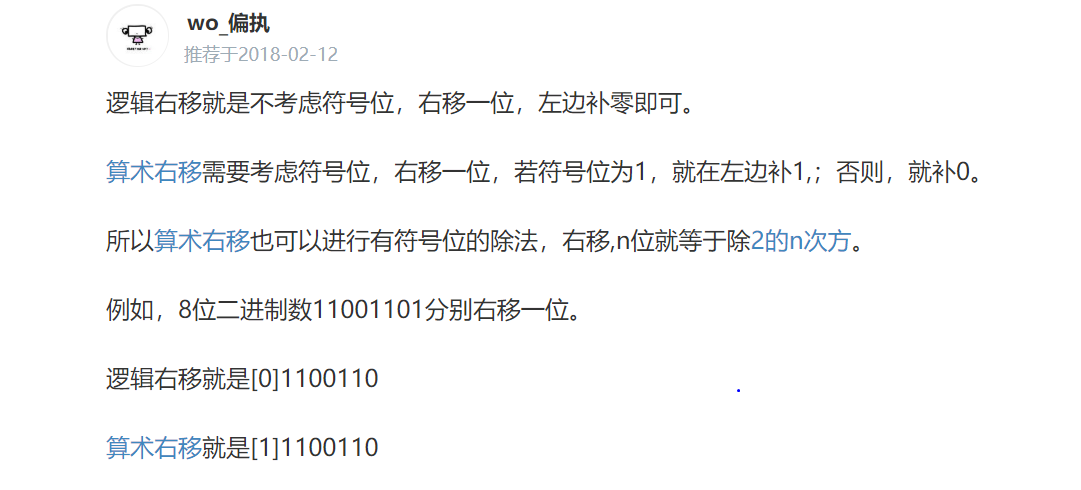 wo_偏执
推荐于2018-02-12
逻辑右移就是不考虑符号位，右移一位，左边补零即可。
算术右移需要考虑符号位，右移一位，若符号位为1，就在左边补1,；否则，就补0。
所以算术右移也可以进行有符号位的除法，右移,n位就等于除2的n次方。
例如，8位二进制数11001101分别右移一位。
逻辑右移就是[0]1100110
算术右移就是[1]1100110